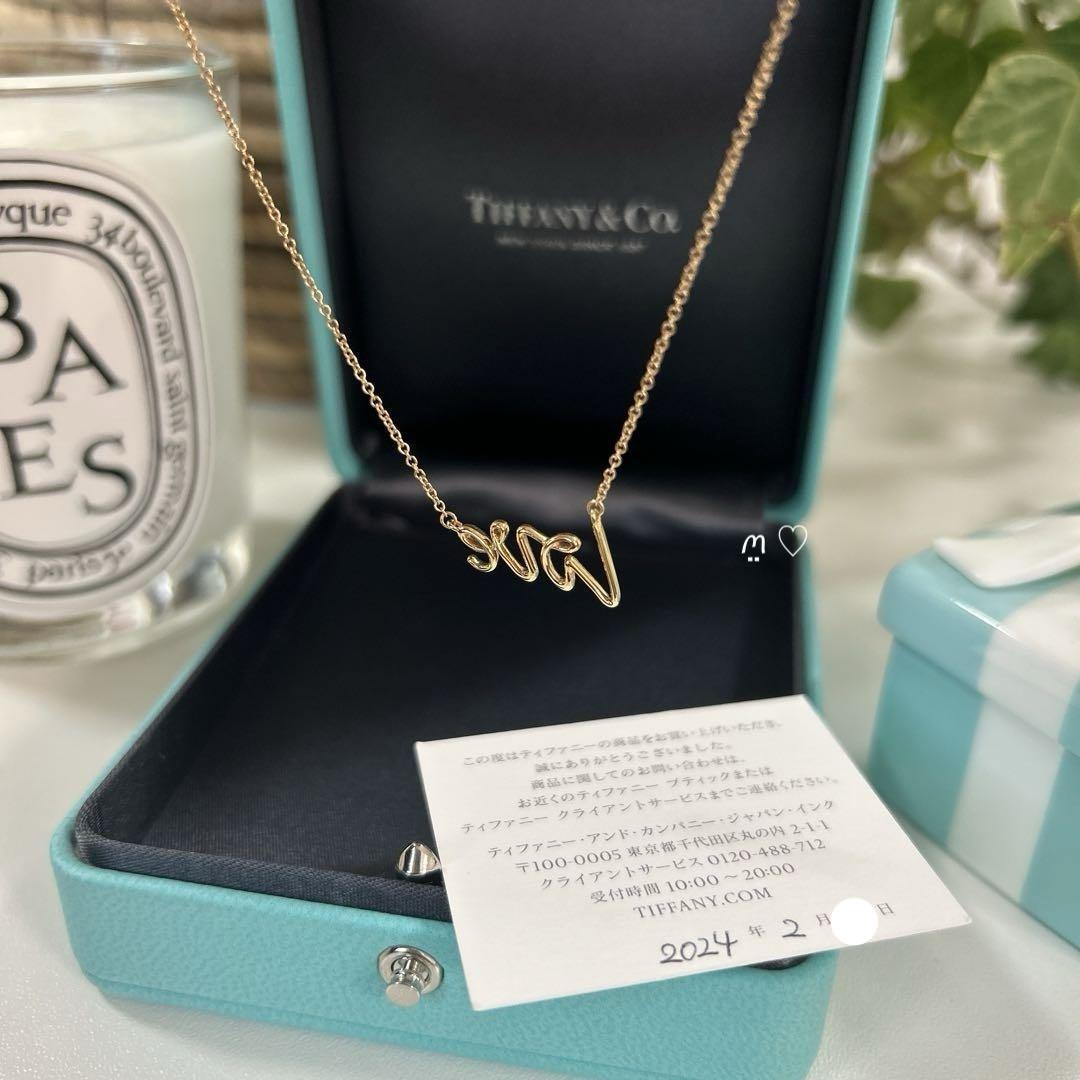 TIFFANY & CO.
yque 34 boulevard saint germain paris5e
BA
ES
この度はティファニーの商品をお買い上げいただき、
誠にありがとうございました。
商品に関してのお問い合わせは、
お近くのティファニー ブティックまたは
ティファニー クライアントサービスまでご連絡ください。
ティファニー・アンド・カンパニー・ジャパン・インク
〒100-0005 東京都千代田区丸の内 2-1-1
クライアントサービス 0120-488-712
受付時間 10:00~20:00
TIFFANY.COM
2024 年 2 月 日